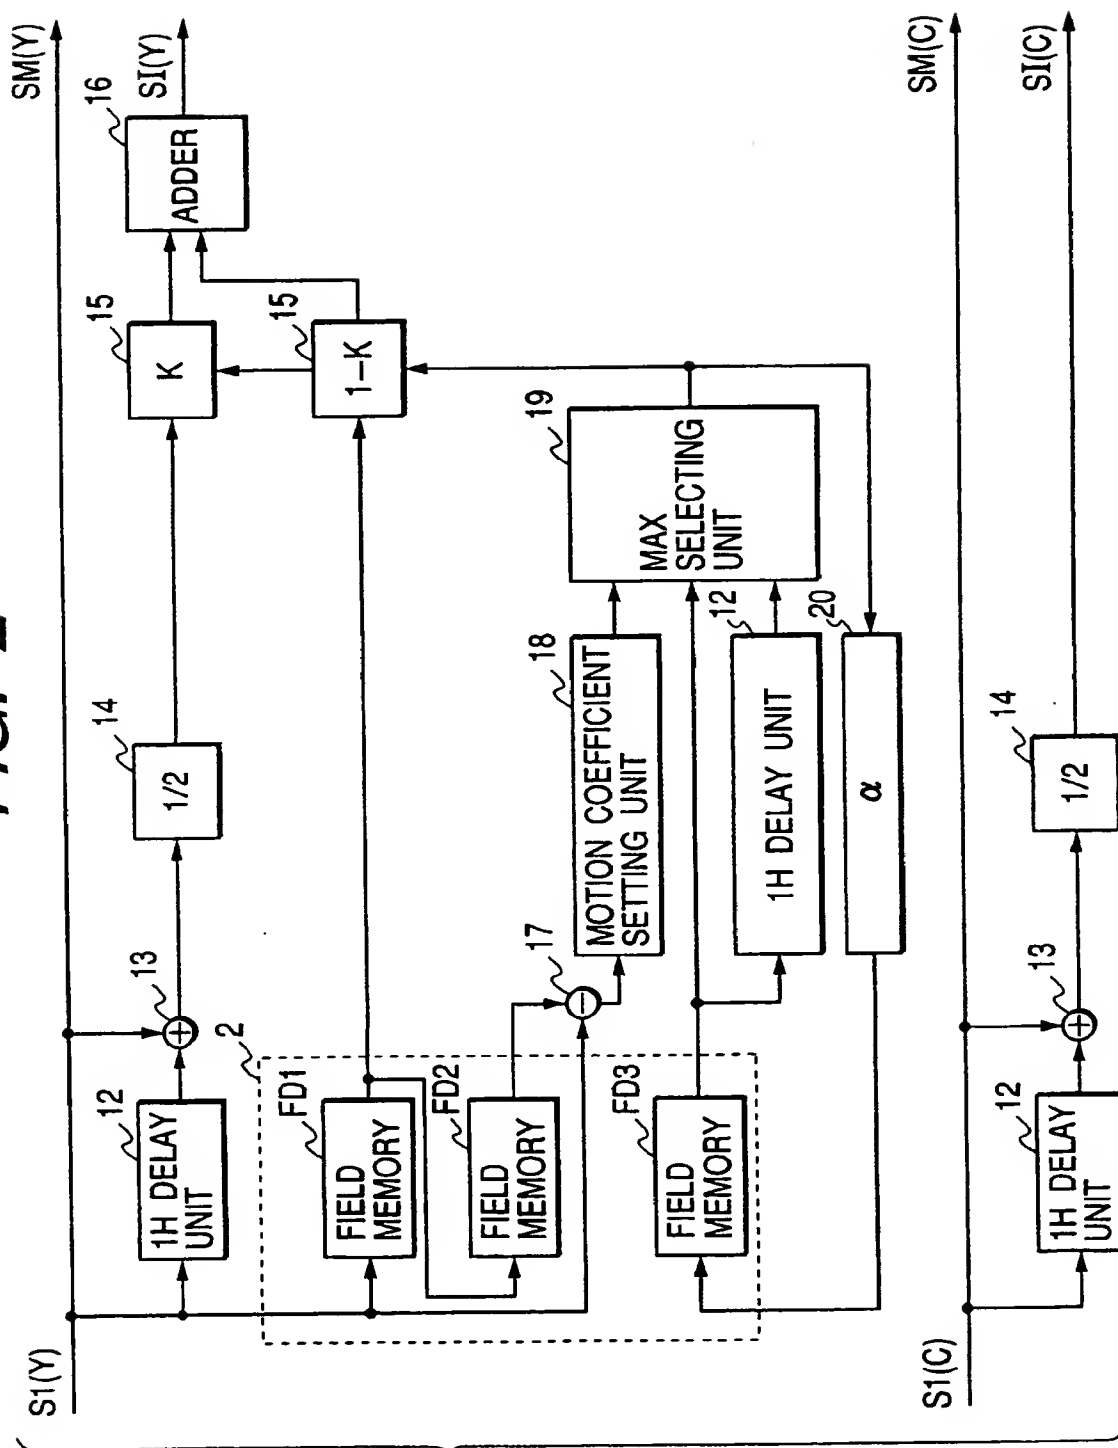 S1(Y)
SM(Y)
12
1H DELAY
UNIT
13
14
1/2
15
K
16
ADDER
SI(Y)
2
FD1
FIELD
MEMORY
15
1-K
FD2
FIELD
MEMORY
17
18
MOTION COEFFICIENT
SETTING UNIT
19
MAX
SELECTING
UNIT
FD3
FIELD
MEMORY
12
1H DELAY UNIT
20
α
S1(C)
SM(C)
12
1H DELAY
UNIT
13
14
1/2
SI(C)